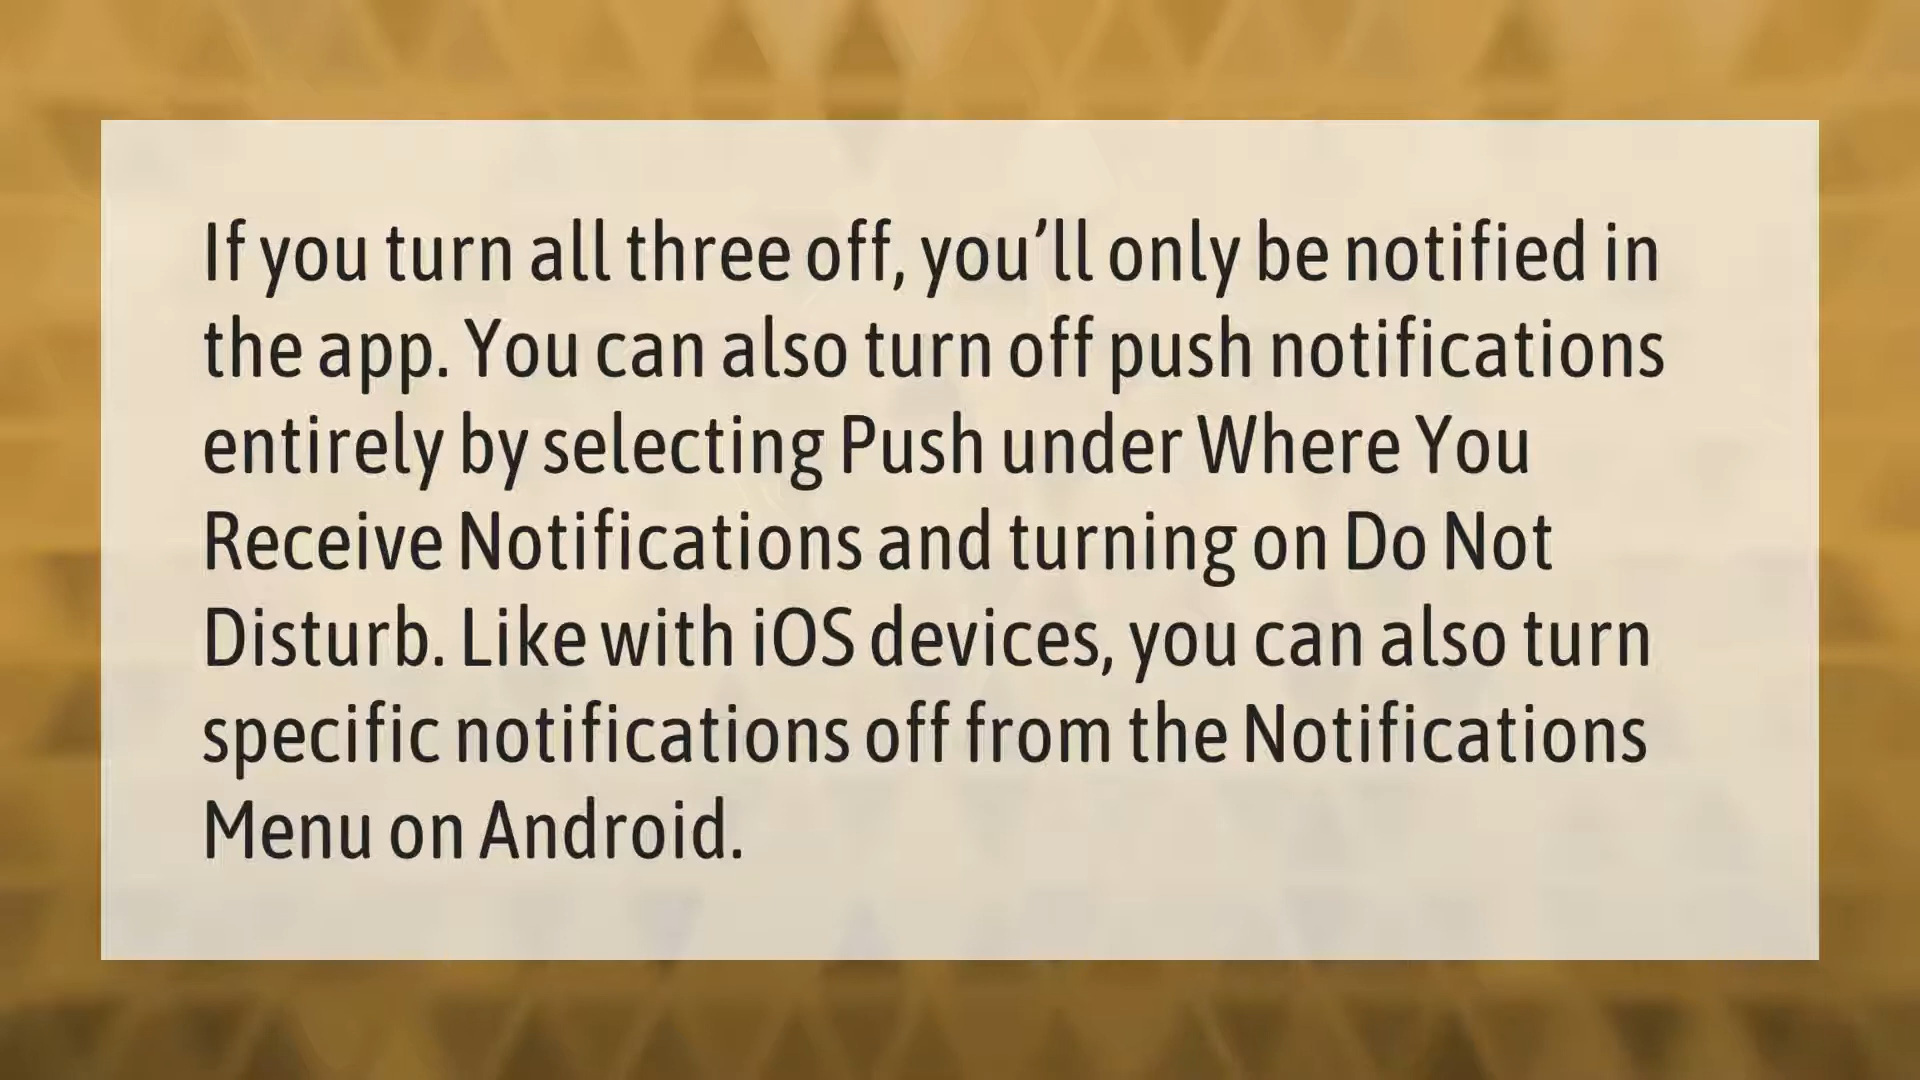 If you turn all three off, you’ll only be notified in
the app. You can also turn off push notifications
entirely by selecting Push under Where You
Receive Notifications and turning on Do Not
Disturb. Like with iOS devices, you can also turn
specific notifications off from the Notifications
Menu on Android.